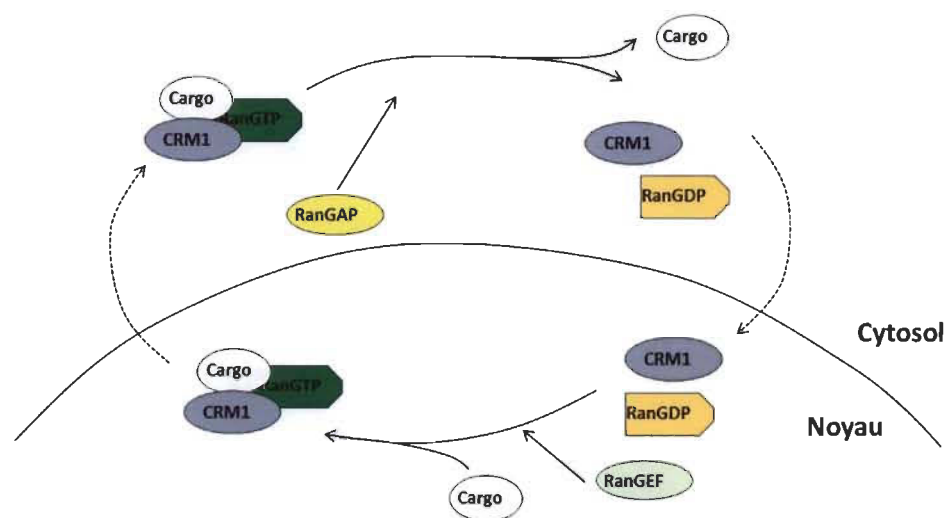 Cargo
Cargo
RanGTP
CRM1
CRM1
RanGDP
RanGAP
Cytosol
CRM1
Cargo
RanGTP
CRM1
RanGDP
Noyau
RanGEF
Cargo